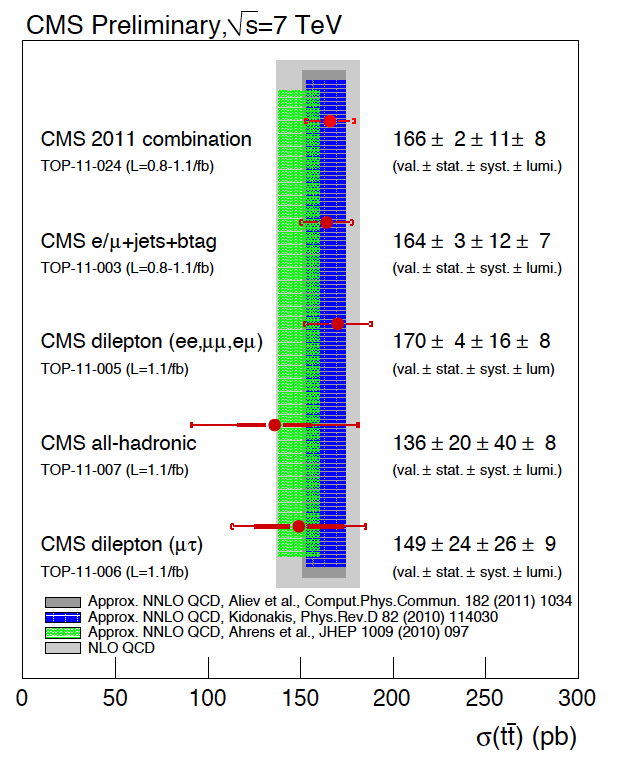 CMS Preliminary,√s=7 TeV
CMS 2011 combination 166 ± 2 ± 11± 8
TOP-11-024 (L=0.8-1.1/fb) (val. ± stat. ± syst. ± lumi.)
CMS e/μ+jets+btag 164 ± 3 ± 12 ± 7
TOP-11-003 (L=0.8-1.1/fb) (val. ± stat. ± syst. ± lumi.)
CMS dilepton (ee,μμ,eμ) 170 ± 4 ± 16 ± 8
TOP-11-005 (L=1.1/fb) (val. ± stat. ± syst. ± lum)
CMS all-hadronic 136 ± 20 ± 40 ± 8
TOP-11-007 (L=1.1/fb) (val. ± stat. ± syst. ± lumi.)
CMS dilepton (μτ) 149 ± 24 ± 26 ± 9
TOP-11-006 (L=1.1/fb) (val. ± stat. ± syst. ± lumi.)
Approx. NNLO QCD, Aliev et al., Comput.Phys.Commun. 182 (2011) 1034
Approx. NNLO QCD, Kidonakis, Phys.Rev.D 82 (2010) 114030
Approx. NNLO QCD, Ahrens et al., JHEP 1009 (2010) 097
NLO QCD
0 50 100 150 200 250 300
σ(tt̄) (pb)